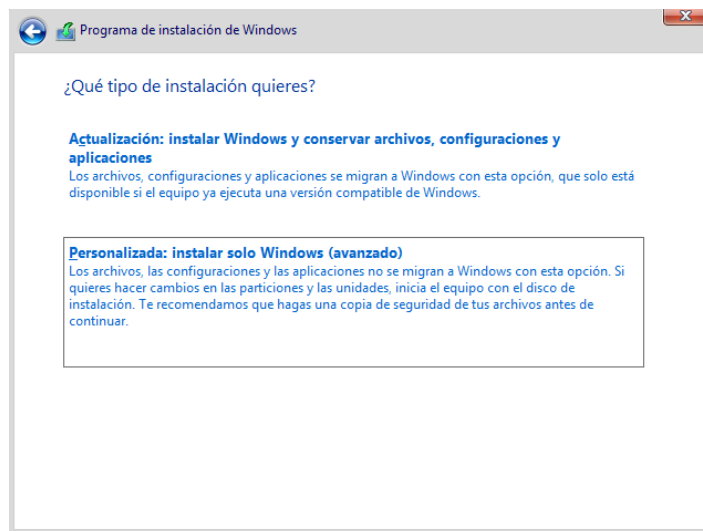 Programa de instalación de Windows
¿Qué tipo de instalación quieres?
Actualización: instalar Windows y conservar archivos, configuraciones y
aplicaciones
Los archivos, configuraciones y aplicaciones se migran a Windows con esta opción, que solo está
disponible si el equipo ya ejecuta una versión compatible de Windows.
Personalizada: instalar solo Windows (avanzado)
Los archivos, las configuraciones y las aplicaciones no se migran a Windows con esta opción. Si
quieres hacer cambios en las particiones y las unidades, inicia el equipo con el disco de
instalación. Te recomendamos que hagas una copia de seguridad de tus archivos antes de
continuar.